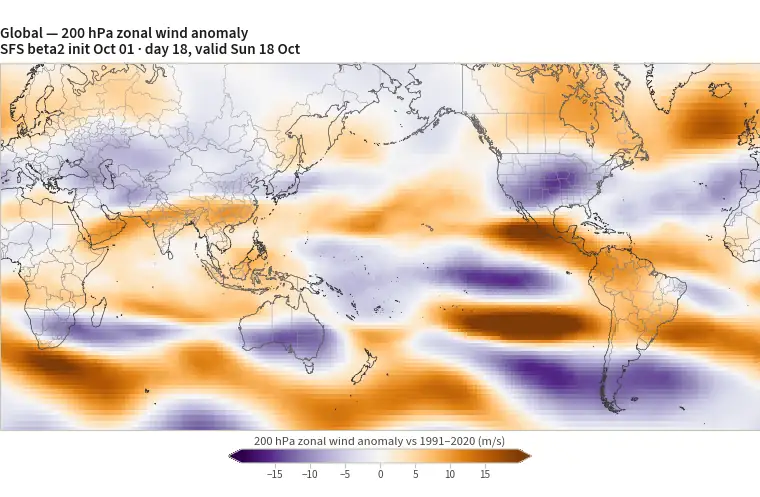 Global — 200 hPa zonal wind anomaly
SFS beta2 init Oct 01 · day 18, valid Sun 18 Oct
200 hPa zonal wind anomaly vs 1991–2020 (m/s)
−15 −10 −5 0 5 10 15